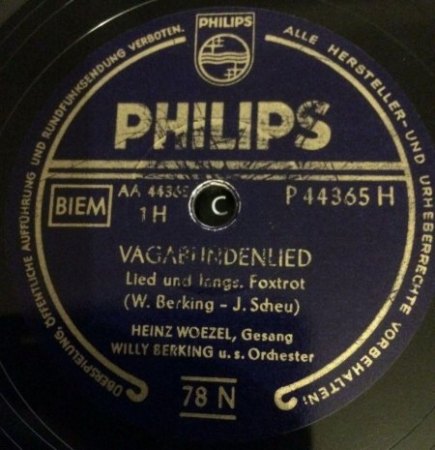 PHILIPS
PHILIPS
BIEM
AA 44365
1 H
C
P 44365 H
VAGABUNDENLIED
Lied und langs. Foxtrot
(W. Berking - J. Scheu)
HEINZ WOEZEL, Gesang
WILLY BERKING u. s. Orchester
78 N
ALLE HERSTELLER- UND URHEBERRECHTE VORBEHALTEN!
ÜBERSPIELUNG, ÖFFENTLICHE AUFFÜHRUNG UND RUNDFUNKSENDUNG VERBOTEN.